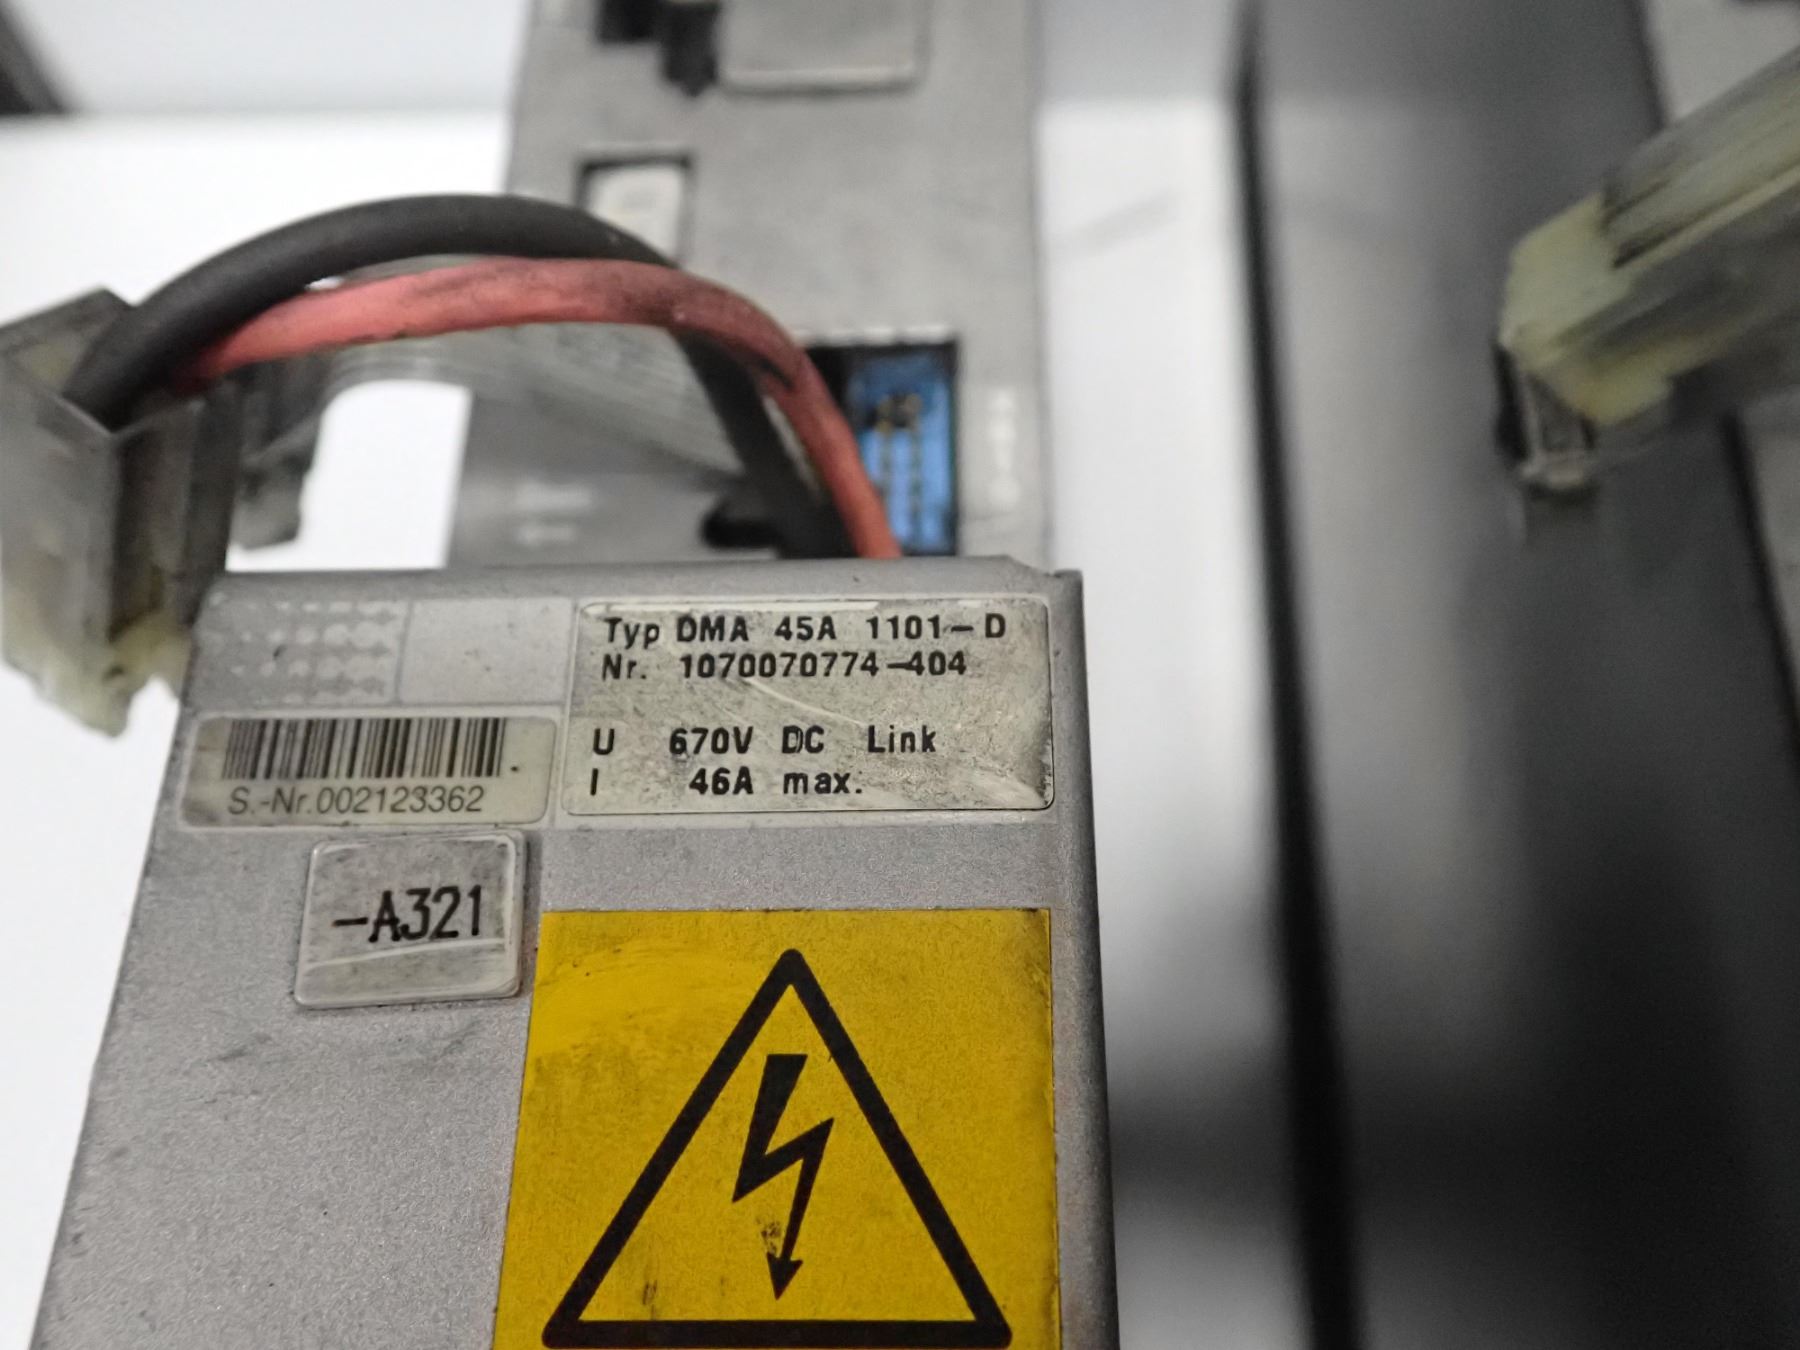 Typ DMA 45A 1101-D
Nr. 1070070774-404
U 670V DC Link
I 46A max.
S.-Nr.002123362
-A321